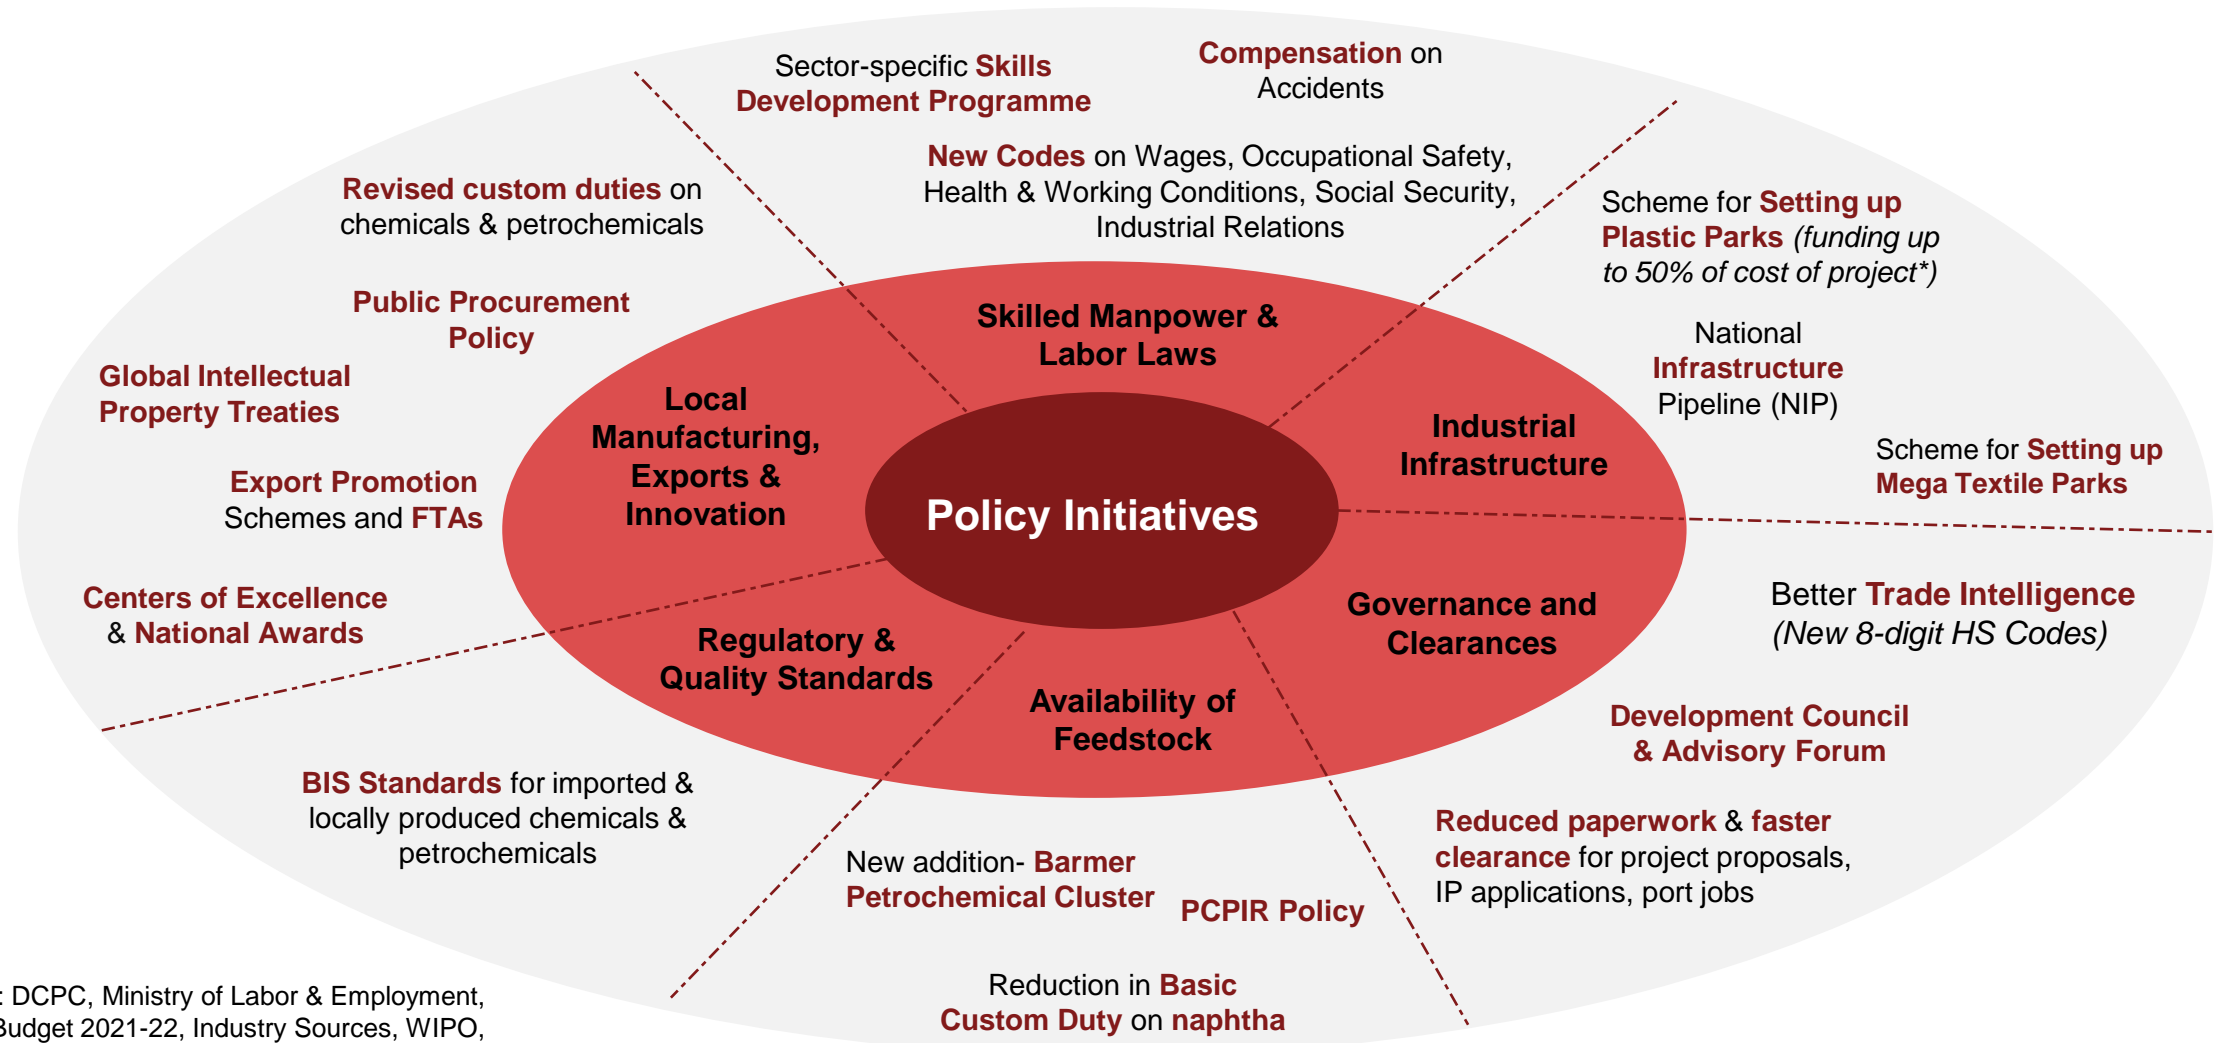 Sector-specific Skills
Development Programme
Compensation on
Accidents
New Codes on Wages, Occupational Safety,
Health & Working Conditions, Social Security,
Industrial Relations
Revised custom duties on
chemicals & petrochemicals
Public Procurement
Policy
Global Intellectual
Property Treaties
Export Promotion
Schemes and FTAs
Centers of Excellence
& National Awards
Scheme for Setting up
Plastic Parks (funding up
to 50% of cost of project*)
National
Infrastructure
Pipeline (NIP)
Scheme for Setting up
Mega Textile Parks
Skilled Manpower &
Labor Laws
Local
Manufacturing,
Exports &
Innovation
Industrial
Infrastructure
Policy Initiatives
Governance and
Clearances
Regulatory &
Quality Standards
Availability of
Feedstock
Better Trade Intelligence
(New 8-digit HS Codes)
Development Council
& Advisory Forum
Reduced paperwork & faster
clearance for project proposals,
IP applications, port jobs
BIS Standards for imported &
locally produced chemicals &
petrochemicals
New addition- Barmer
Petrochemical Cluster
PCPIR Policy
Reduction in Basic
Custom Duty on naphtha
: DCPC, Ministry of Labor & Employment,
Budget 2021-22, Industry Sources, WIPO,